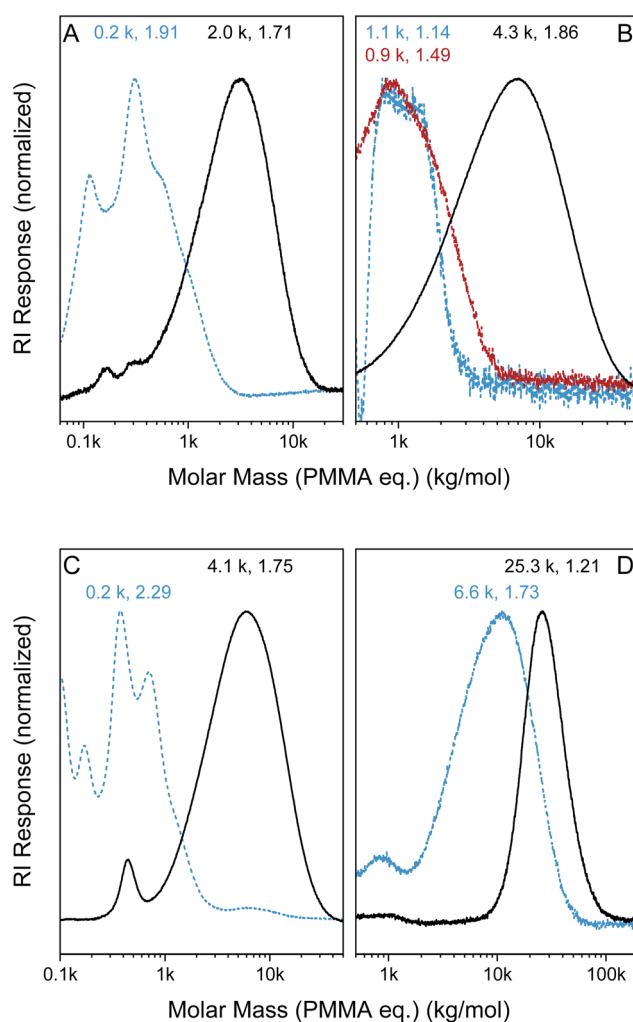 A
0.2 k, 1.91
2.0 k, 1.71
1.1 k, 1.14
0.9 k, 1.49
4.3 k, 1.86
B
RI Response (normalized)
0.1k
1k
10k
1k
10k
Molar Mass (PMMA eq.) (kg/mol)
C
4.1 k, 1.75
0.2 k, 2.29
25.3 k, 1.21
D
6.6 k, 1.73
RI Response (normalized)
0.1k
1k
10k
1k
10k
100k
Molar Mass (PMMA eq.) (kg/mol)